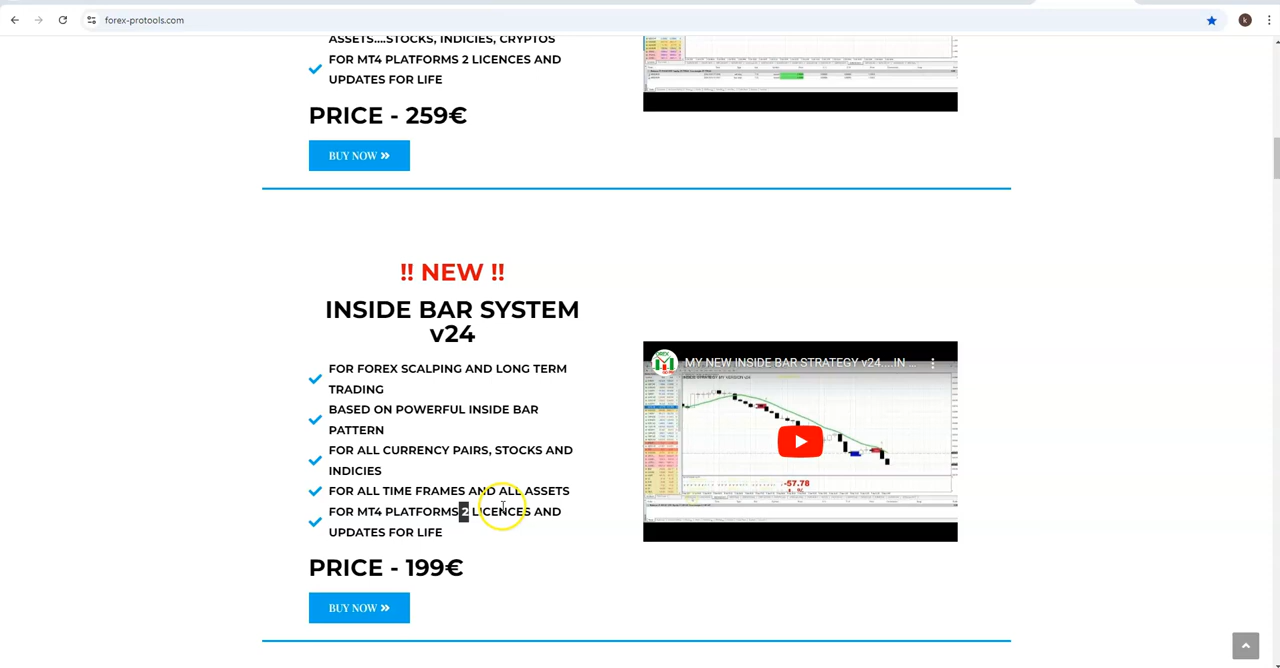 forex-protools.com
k
ASSETS....STOCKS, INDICIES, CRYPTOS
FOR MT4 PLATFORMS 2 LICENCES AND
UPDATES FOR LIFE
PRICE - 259€
BUY NOW »
!! NEW !!
INSIDE BAR SYSTEM
v24
FOR FOREX SCALPING AND LONG TERM
TRADING
BASED ON POWERFUL INSIDE BAR
PATTERN
FOR ALL CURRENCY PAIRS, STOCKS AND
INDICIES
FOR ALL TIME FRAMES AND ALL ASSETS
FOR MT4 PLATFORMS 2 LICENCES AND
UPDATES FOR LIFE
PRICE - 199€
BUY NOW »
MY NEW INSIDE BAR STRATEGY v24....IN ...
-57.78